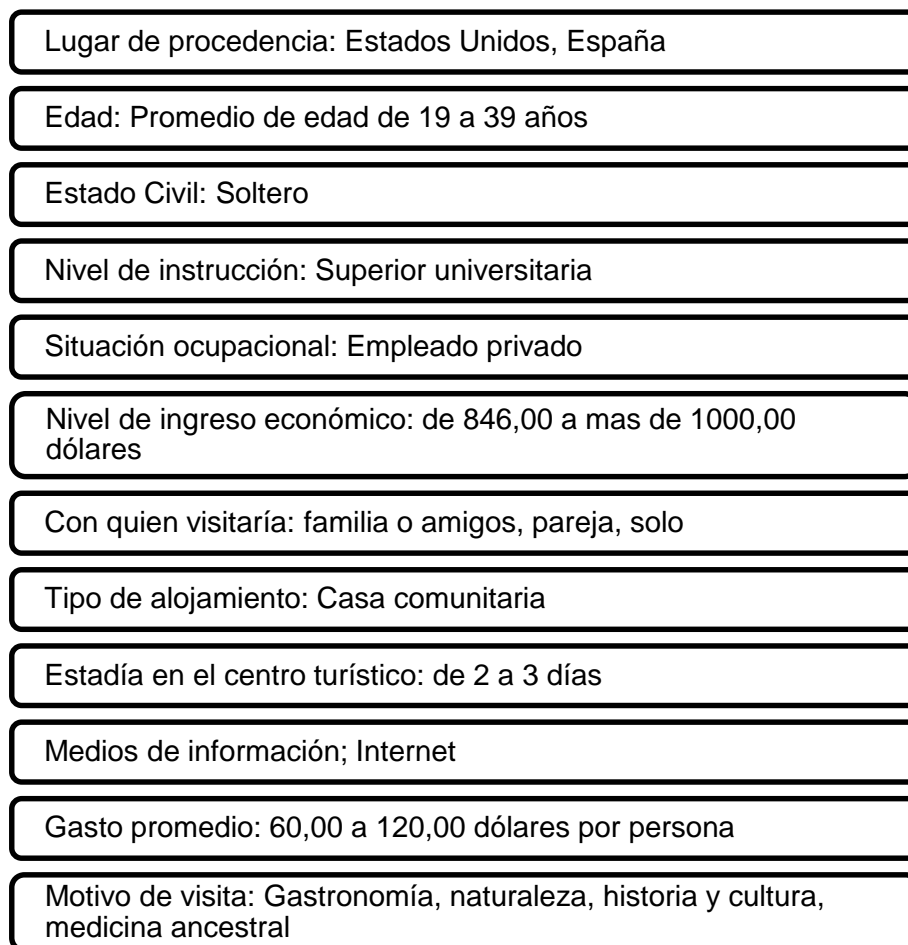 Lugar de procedencia: Estados Unidos, España
Edad: Promedio de edad de 19 a 39 años
Estado Civil: Soltero
Nivel de instrucción: Superior universitaria
Situación ocupacional: Empleado privado
Nivel de ingreso económico: de 846,00 a mas de 1000,00
dólares
Con quien visitaría: familia o amigos, pareja, solo
Tipo de alojamiento: Casa comunitaria
Estadía en el centro turístico: de 2 a 3 días
Medios de información; Internet
Gasto promedio: 60,00 a 120,00 dólares por persona
Motivo de visita: Gastronomía, naturaleza, historia y cultura,
medicina ancestral